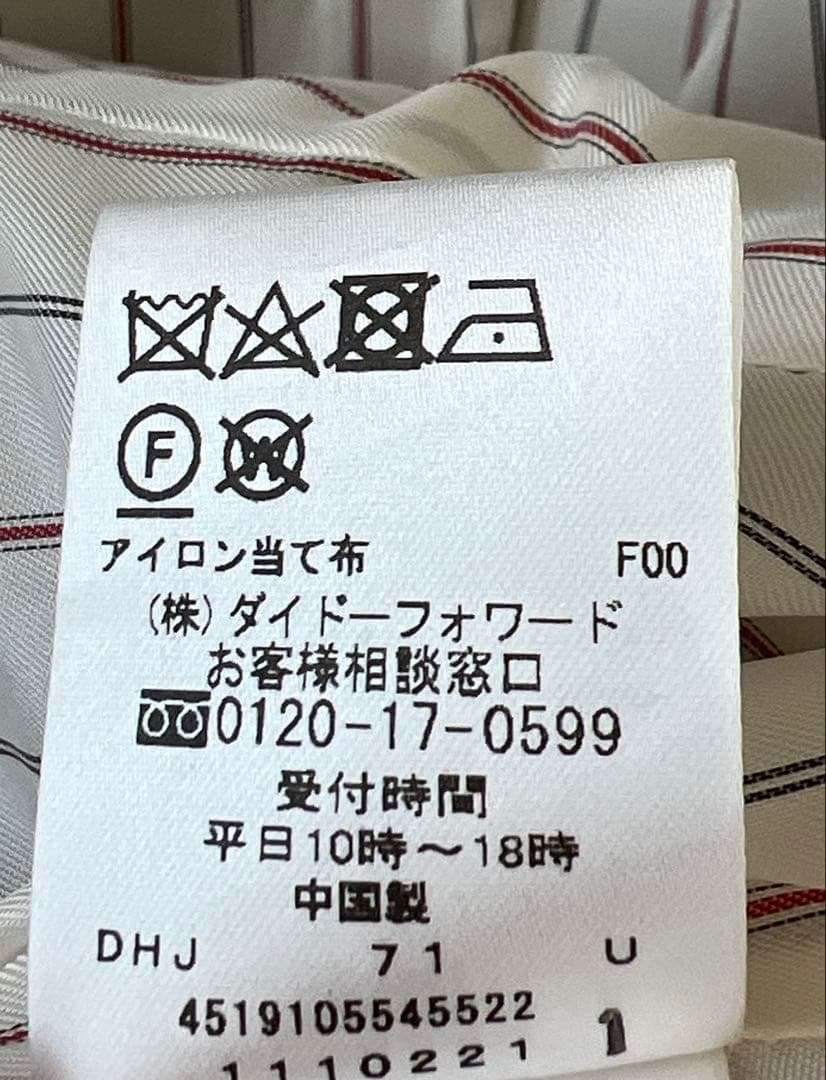 F W
アイロン当て布 F00
(株)ダイドーフォワード
お客様相談窓口
0120-17-0599
受付時間
平日10時～18時
中国製
DHJ 71 U
4519105545522
1110221 1